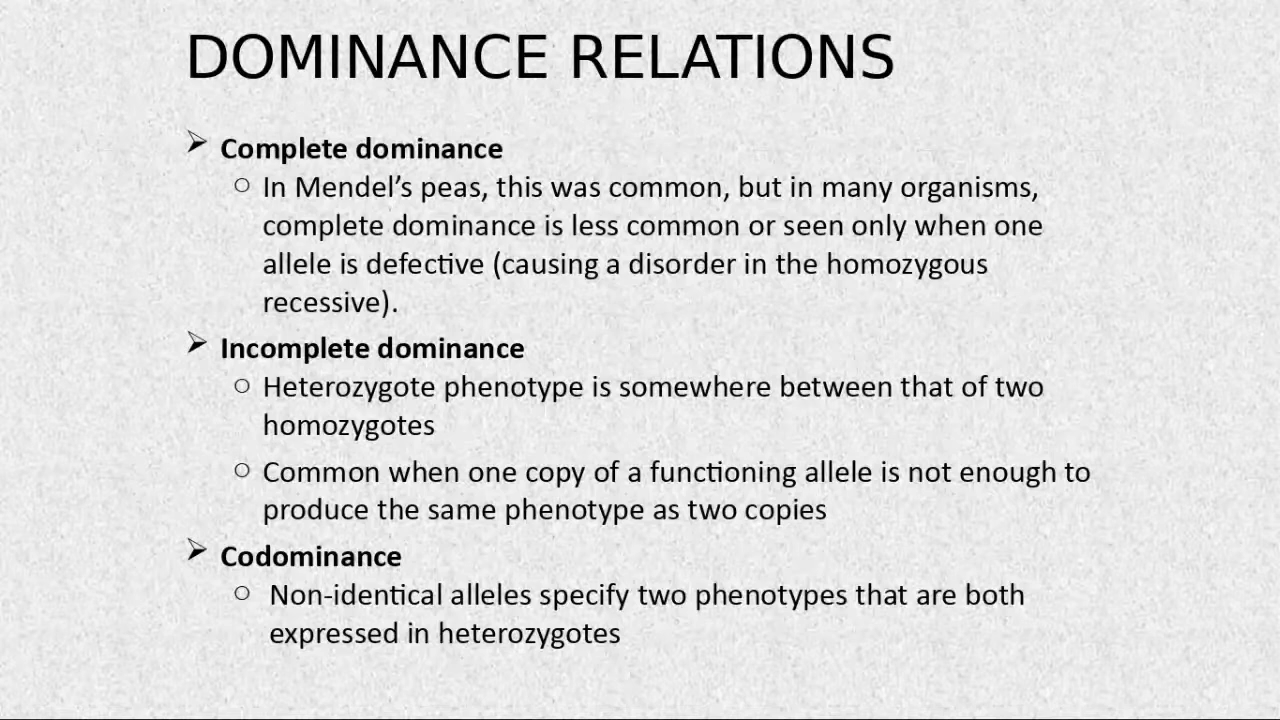 DOMINANCE RELATIONS
➢ Complete dominance
○ In Mendel’s peas, this was common, but in many organisms,
complete dominance is less common or seen only when one
allele is defective (causing a disorder in the homozygous
recessive).
➢ Incomplete dominance
○ Heterozygote phenotype is somewhere between that of two
homozygotes
○ Common when one copy of a functioning allele is not enough to
produce the same phenotype as two copies
➢ Codominance
○ Non-identical alleles specify two phenotypes that are both
expressed in heterozygotes